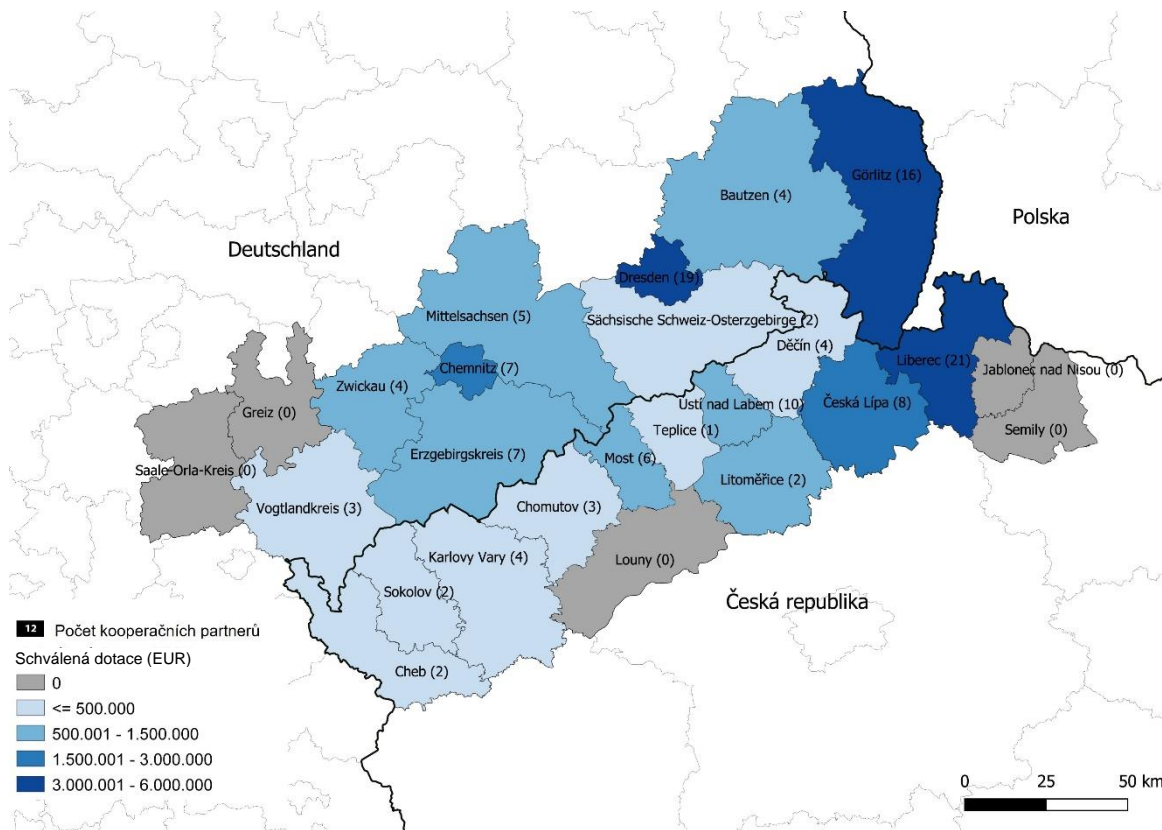 Görlitz (16)
Bautzen (4)
Polska
Deutschland
Dresden (19)
Mittelsachsen (5)
Sächsische Schweiz-Osterzgebirge (2)
Děčín (4)
Chemnitz (7)
Liberec (21)
Jablonec nad Nisou (0)
Zwickau (4)
Česká Lípa (8)
Greiz (0)
Ústí nad Labem (10)
Teplice (1)
Semily (0)
Erzgebirgskreis (7)
Most (6)
Saale-Orla-Kreis (0)
Litoměřice (2)
Vogtlandkreis (3)
Chomutov (3)
Karlovy Vary (4)
Louny (0)
Sokolov (2)
Česká republika
Cheb (2)
12 Počet kooperačních partnerů
Schválená dotace (EUR)
0
<= 500.000
500.001 - 1.500.000
1.500.001 - 3.000.000
3.000.001 - 6.000.000
0 25 50 km